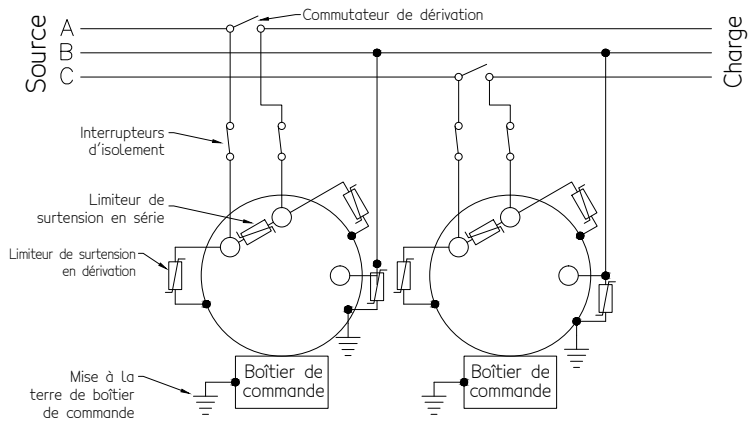 Commutateur de dérivation
Source
A
B
C
Charge
Interrupteurs
d'isolement
Limiteur de
surtension en série
Limiteur de surtension
en dérivation
Mise à la
terre de boîtier
de commande
Boîtier de
commande
Boîtier de
commande